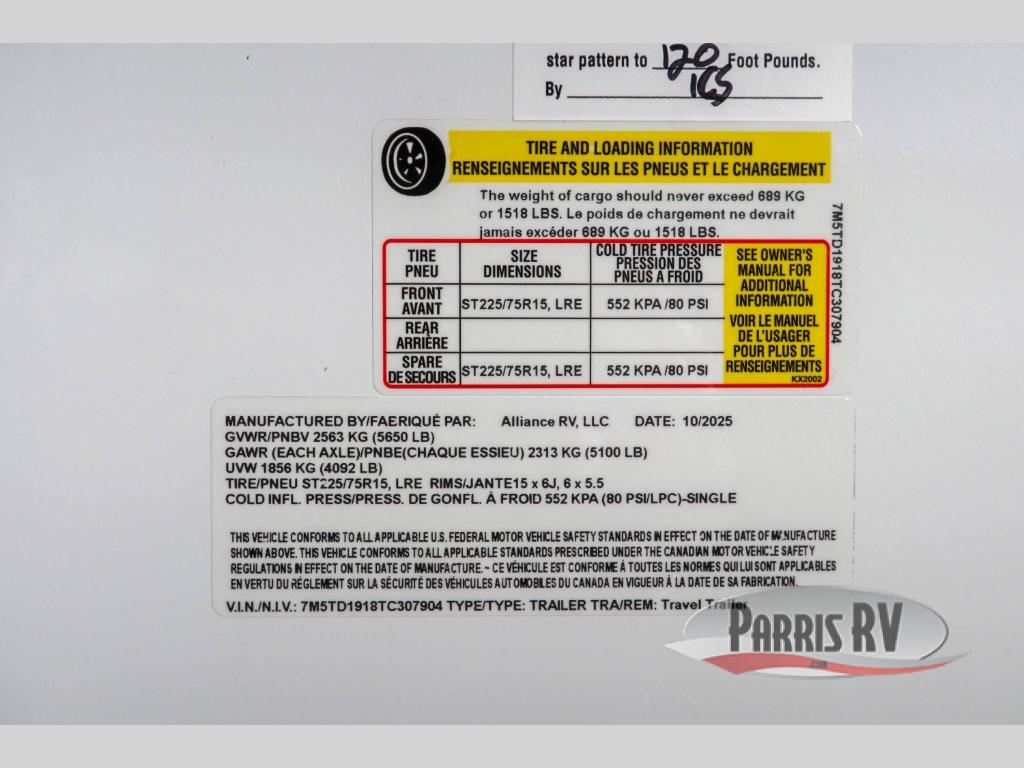 star pattern to 120 Foot Pounds.
By
TIRE AND LOADING INFORMATION
RENSEIGNEMENTS SUR LES PNEUS ET LE CHARGEMENT
The weight of cargo should never exceed 689 KG
or 1518 LBS. Le poids de chargement ne devrait
jamais excéder 689 KG ou 1518 LBS.
TIRE
PNEU
SIZE
DIMENSIONS
COLD TIRE PRESSURE
PRESSION DES
PNEUS A FROID
FRONT
AVANT
ST225/75R15, LRE
552 KPA /80 PSI
REAR
ARRIÈRE
SPARE
DE SECOURS
ST225/75R15, LRE
552 KPA /80 PSI
SEE OWNER'S
MANUAL FOR
ADDITIONAL
INFORMATION
VOIR LE MANUEL
DE L'USAGER
POUR PLUS DE
RENSEIGNEMENTS
KX2002
7M5TD1918TC307904
MANUFACTURED BY/FAERIQUÉ PAR: Alliance RV, LLC DATE: 10/2025
GVWR/PNBV 2563 KG (5650 LB)
GAWR (EACH AXLE)/PNBE(CHAQUE ESSIEU) 2313 KG (5100 LB)
UVW 1856 KG (4092 LB)
TIRE/PNEU ST225/75R15, LRE RIMS/JANTE15 x 6J, 6 x 5.5
COLD INFL. PRESS/PRESS. DE GONFL. À FROID 552 KPA (80 PSI/LPC)-SINGLE
THIS VEHICLE CONFORMS TO ALL APPLICABLE U.S. FEDERAL MOTOR VEHICLE SAFETY STANDARDS IN EFFECT ON THE DATE OF MANUFACTURE
SHOWN ABOVE. THIS VEHICLE CONFORMS TO ALL APPLICABLE STANDARDS PRESCRIBED UNDER THE CANADIAN MOTOR VEHICLE SAFETY
REGULATIONS IN EFFECT ON THE DATE OF MANUFACTURE. ~ CE VÉHICULE EST CONFORME À TOUTES LES NORMES QUI LUI SONT APPLICABLES
EN VERTU DU RÉGLEMENT SUR LA SÉCURITÉ DES VÉHICULES AUTOMOBILES DU CANADA EN VIGUEUR À LA DATE DE SA FABRICATION.
V.I.N./N.I.V.: 7M5TD1918TC307904 TYPE/TYPE: TRAILER TRA/REM: Travel Trailer
PARRIS RV
.com